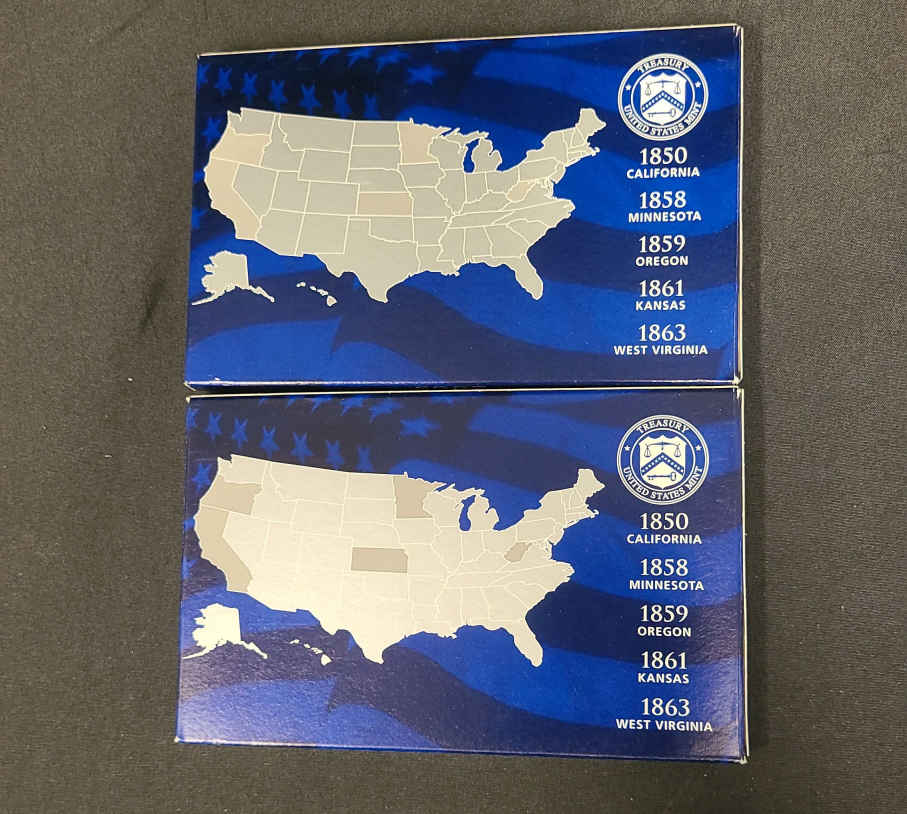 TREASURY
UNITED STATES MINT
1850
CALIFORNIA
1858
MINNESOTA
1859
OREGON
1861
KANSAS
1863
WEST VIRGINIA
TREASURY
UNITED STATES MINT
1850
CALIFORNIA
1858
MINNESOTA
1859
OREGON
1861
KANSAS
1863
WEST VIRGINIA